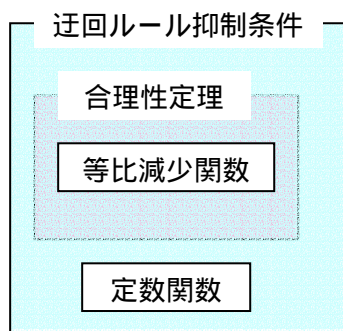 迂回ルール抑制条件
合理性定理
等比減少関数
定数関数